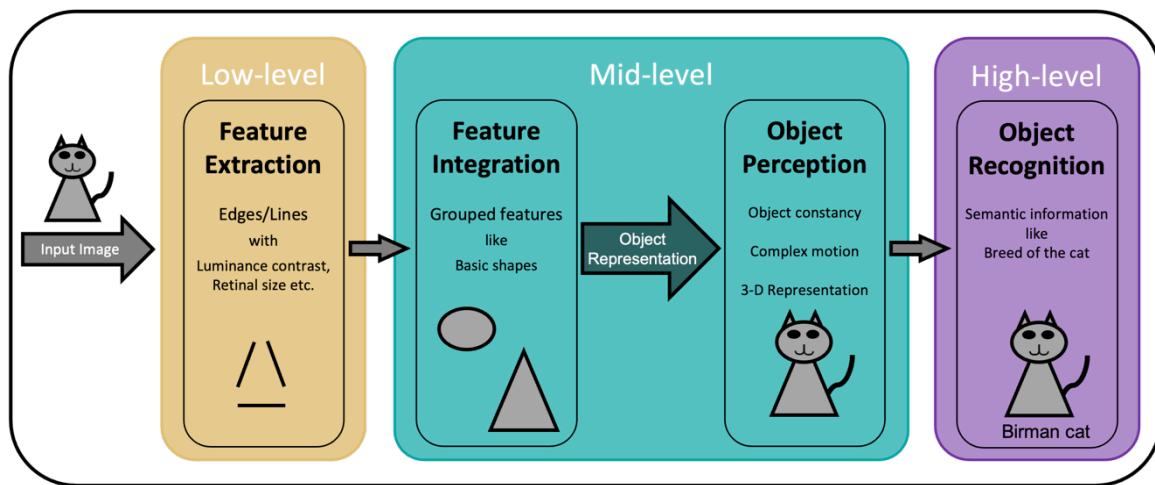 Low-level
Mid-level
High-level
Input Image
Feature
Extraction
Edges/Lines
with
Luminance contrast,
Retinal size etc.
Feature
Integration
Grouped features
like
Basic shapes
Object
Representation
Object
Perception
Object constancy
Complex motion
3-D Representation
Object
Recognition
Semantic information
like
Breed of the cat
Birman cat